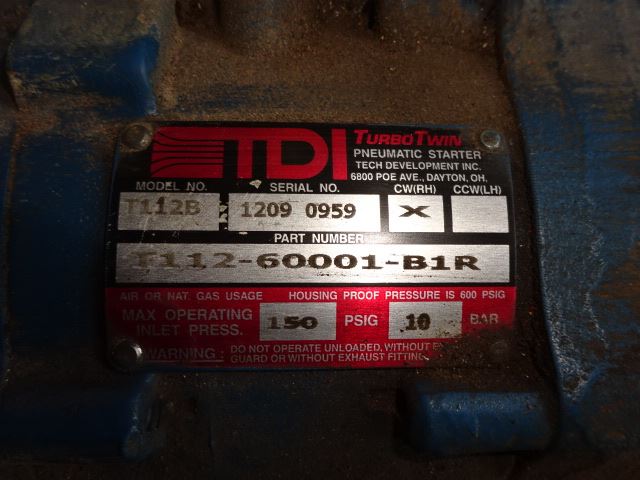 TDI TURBOTWIN
PNEUMATIC STARTER
TECH DEVELOPMENT INC.
6800 POE AVE., DAYTON, OH,
MODEL NO. SERIAL NO. CW(RH) CCW(LH)
T112B 1209 0959 X
PART NUMBER
T112-60001-B1R
AIR OR NAT. GAS USAGE HOUSING PROOF PRESSURE IS 600 PSIG
MAX OPERATING
INLET PRESS. 150 PSIG 10 BAR
WARNING: DO NOT OPERATE UNLOADED, WITHOUT
GUARD OR WITHOUT EXHAUST FITTING